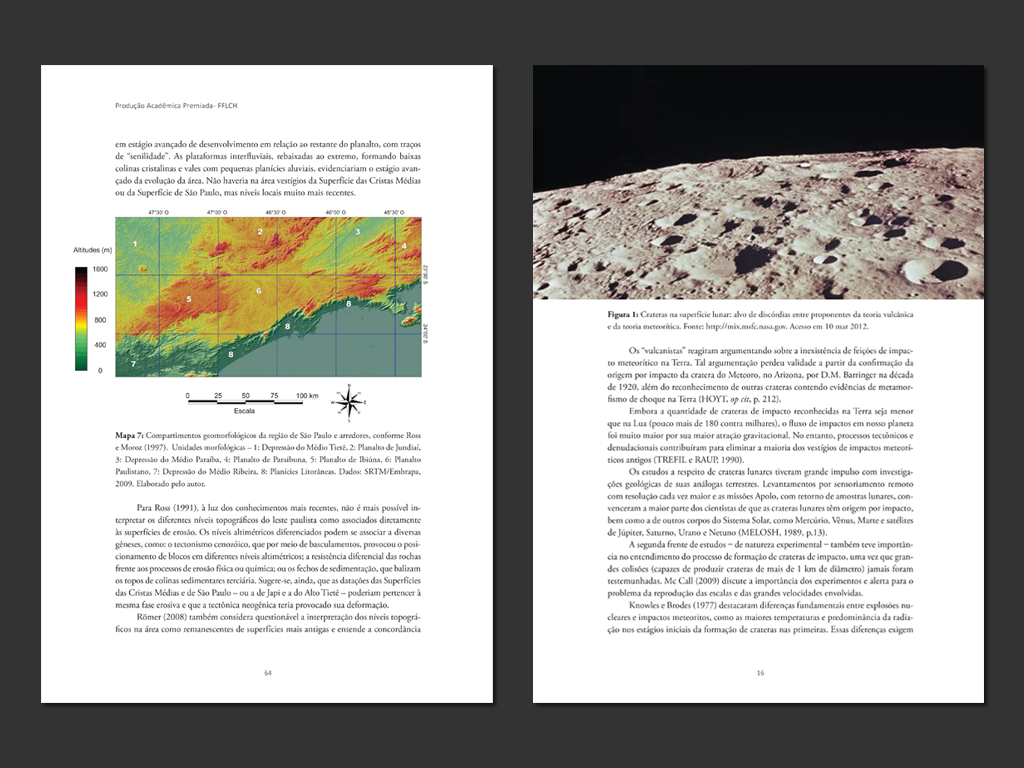 Produção Acadêmica Premiada- FFLCH
em estágio avançado de desenvolvimento em relação ao restante do planalto, com traços
de “senilidade”. As plataformas interfluviais, rebaixadas ao extremo, formando baixas
colinas cristalinas e vales com pequenas planícies aluviais, evidenciariam o estágio avan-
çado da evolução da área. Não haveria na área vestígios da Superfície das Cristas Médias
ou da Superfície de São Paulo, mas níveis locais muito mais recentes.
47°30' O 47°00' O 46°30' O 46°00' O 45°30' O
Altitudes (m)
1600
1200
800
400
0
1
2
3
4
5
6
7
8
8
8
23°30' S
24°00' S
0 25 50 75 100 km
Escala
N
W E
S
Mapa 7: Compartimentos geomorfológicos da região de São Paulo e arredores, conforme Ross
e Moroz (1997). Unidades morfológicas – 1: Depressão do Médio Tietê, 2: Planalto de Jundiaí,
3: Depressão do Médio Paraíba, 4: Planalto de Paraibuna, 5: Planalto de Ibiúna, 6: Planalto
Paulistano, 7: Depressão do Médio Ribeira, 8: Planícies Litorâneas. Dados: SRTM/Embrapa,
2009. Elaborado pelo autor.
Para Ross (1991), à luz dos conhecimentos mais recentes, não é mais possível in-
terpretar os diferentes níveis topográficos do leste paulista como associados diretamente
às superfícies de erosão. Os níveis altimétricos diferenciados podem se associar a diversas
gêneses, como: o tectonismo cenozóico, que por meio de basculamentos, provocou o posi-
cionamento de blocos em diferentes níveis altimétricos; a resistência diferencial das rochas
frente aos processos de erosão física ou química; ou os fechos de sedimentação, que balizam
os topos de colinas sedimentares terciária. Sugere-se, ainda, que as datações das Superfícies
das Cristas Médias e de São Paulo – ou a de Japi e a do Alto Tietê – poderiam pertencer à
mesma fase erosiva e que a tectônica neogênica teria provocado sua deformação.
Römer (2008) também considera questionável a interpretação dos níveis topográ-
ficos na área como remanescentes de superfícies mais antigas e entende a concordância
64
Figura 1: Crateras na superfície lunar: alvo de discórdias entre proponentes da teoria vulcânica
e da teoria meteorítica. Fonte: http://mix.msfc.nasa.gov. Acesso em 10 mar 2012.
Os “vulcanistas” reagiram argumentando sobre a inexistência de feições de impac-
to meteorítico na Terra. Tal argumentação perdeu validade a partir da confirmação da
origem por impacto da cratera do Meteoro, no Arizona, por D.M. Barringer na década
de 1920, além do reconhecimento de outras crateras contendo evidências de metamor-
fismo de choque na Terra (HOYT, op cit, p. 212).
Embora a quantidade de crateras de impacto reconhecidas na Terra seja menor
que na Lua (pouco mais de 180 contra milhares), o fluxo de impactos em nosso planeta
foi muito maior por sua maior atração gravitacional. No entanto, processos tectônicos e
denudacionais contribuíram para eliminar a maioria dos vestígios de impactos meteorí-
ticos antigos (TREFIL e RAUP, 1990).
Os estudos a respeito de crateras lunares tiveram grande impulso com investiga-
ções geológicas de suas análogas terrestres. Levantamentos por sensoriamento remoto
com resolução cada vez maior e as missões Apolo, com retorno de amostras lunares, con-
venceram a maior parte dos cientistas de que as crateras lunares têm origem por impacto,
bem como a de outros corpos do Sistema Solar, como Mercúrio, Vênus, Marte e satélites
de Júpiter, Saturno, Urano e Netuno (MELOSH, 1989, p.13).
A segunda frente de estudos – de natureza experimental – também teve importân-
cia no entendimento do processo de formação de crateras de impacto, uma vez que gran-
des colisões (capazes de produzir crateras de mais de 1 km de diâmetro) jamais foram
testemunhadas. Mc Call (2009) discute a importância dos experimentos e alerta para o
problema da reprodução das escalas e das grandes velocidades envolvidas.
Knowles e Brodes (1977) destacaram diferenças fundamentais entre explosões nu-
cleares e impactos meteoritos, como as maiores temperaturas e predominância da radia-
ção nos estágios iniciais da formação de crateras nas primeiras. Essas diferenças exigem
16